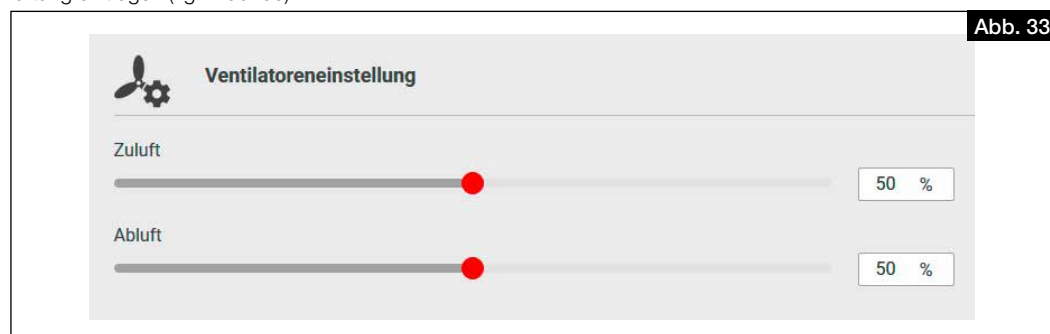 Abb. 33
Ventilatoreneinstellung
Zuluft
50 %
Abluft
50 %